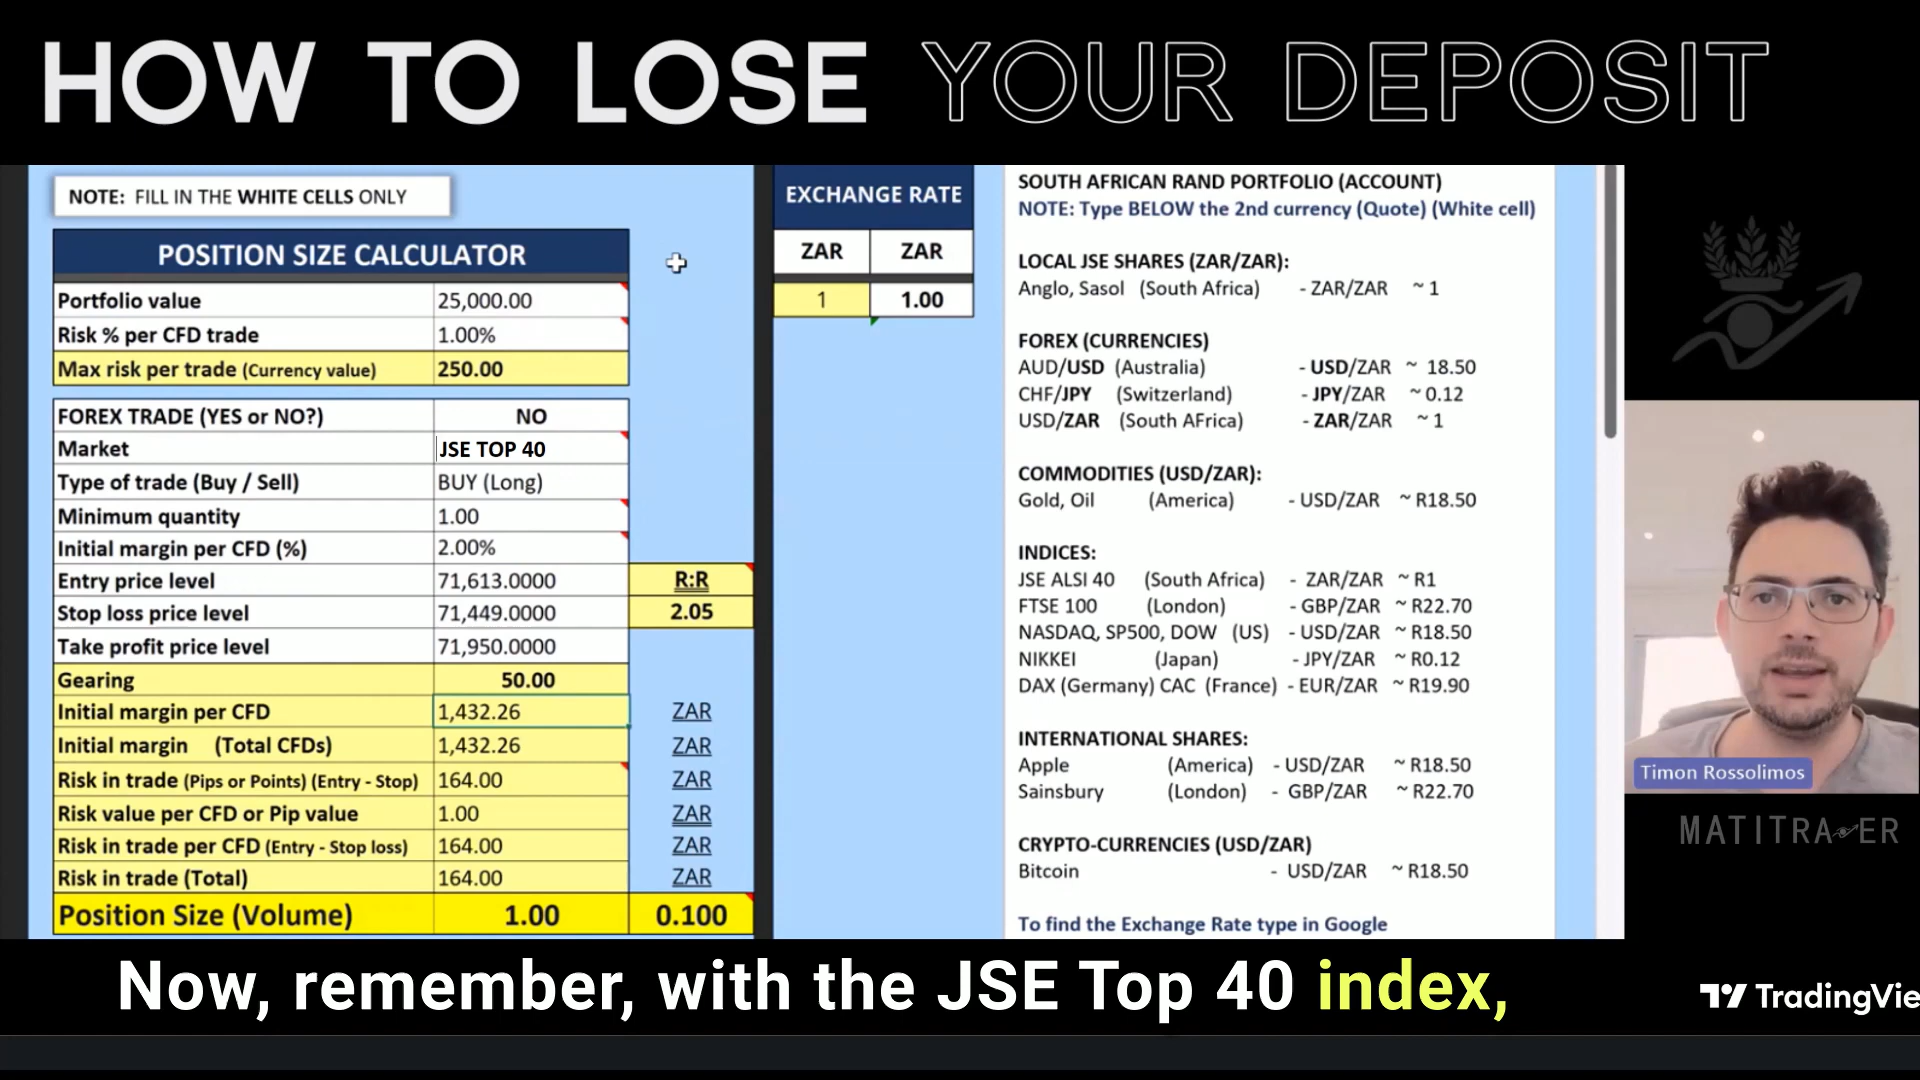 HOW TO LOSE YOUR DEPOSIT
NOTE: FILL IN THE WHITE CELLS ONLY
POSITION SIZE CALCULATOR
Portfolio value 25,000.00
Risk % per CFD trade 1.00%
Max risk per trade (Currency value) 250.00
FOREX TRADE (YES or NO?) NO
Market JSE TOP 40
Type of trade (Buy / Sell) BUY (Long)
Minimum quantity 1.00
Initial margin per CFD (%) 2.00%
Entry price level 71,613.0000 R:R
Stop loss price level 71,449.0000 2.05
Take profit price level 71,950.0000
Gearing 50.00
Initial margin per CFD 1,432.26 ZAR
Initial margin (Total CFDs) 1,432.26 ZAR
Risk in trade (Pips or Points) (Entry - Stop) 164.00 ZAR
Risk value per CFD or Pip value 1.00 ZAR
Risk in trade per CFD (Entry - Stop loss) 164.00 ZAR
Risk in trade (Total) 164.00 ZAR
Position Size (Volume) 1.00 0.100
EXCHANGE RATE
ZAR ZAR
1 1.00
SOUTH AFRICAN RAND PORTFOLIO (ACCOUNT)
NOTE: Type BELOW the 2nd currency (Quote) (White cell)
LOCAL JSE SHARES (ZAR/ZAR):
Anglo, Sasol (South Africa) - ZAR/ZAR ~ 1
FOREX (CURRENCIES)
AUD/USD (Australia) - USD/ZAR ~ 18.50
CHF/JPY (Switzerland) - JPY/ZAR ~ 0.12
USD/ZAR (South AFrica) - ZAR/ZAR ~ 1
COMMODITIES (USD/ZAR):
Gold, Oil (America) - USD/ZAR ~ R18.50
INDICES:
JSE ALSI 40 (South Africa) - ZAR/ZAR ~ R1
FTSE 100 (London) - GBP/ZAR ~ R22.70
NASDAQ, SP500, DOW (US) - USD/ZAR ~ R18.50
NIKKEI (Japan) - JPY/ZAR ~ R0.12
DAX (Germany) CAC (France) - EUR/ZAR ~ R19.90
INTERNATIONAL SHARES:
Apple (America) - USD/ZAR ~ R18.50
Sainsbury (London) - GBP/ZAR ~ R22.70
CRYPTO-CURRENCIES (USD/ZAR)
Bitcoin - USD/ZAR ~ R18.50
To find the Exchange Rate type in Google
Timon Rossolimos
Now, remember, with the JSE Top 40 index,
TradingVie